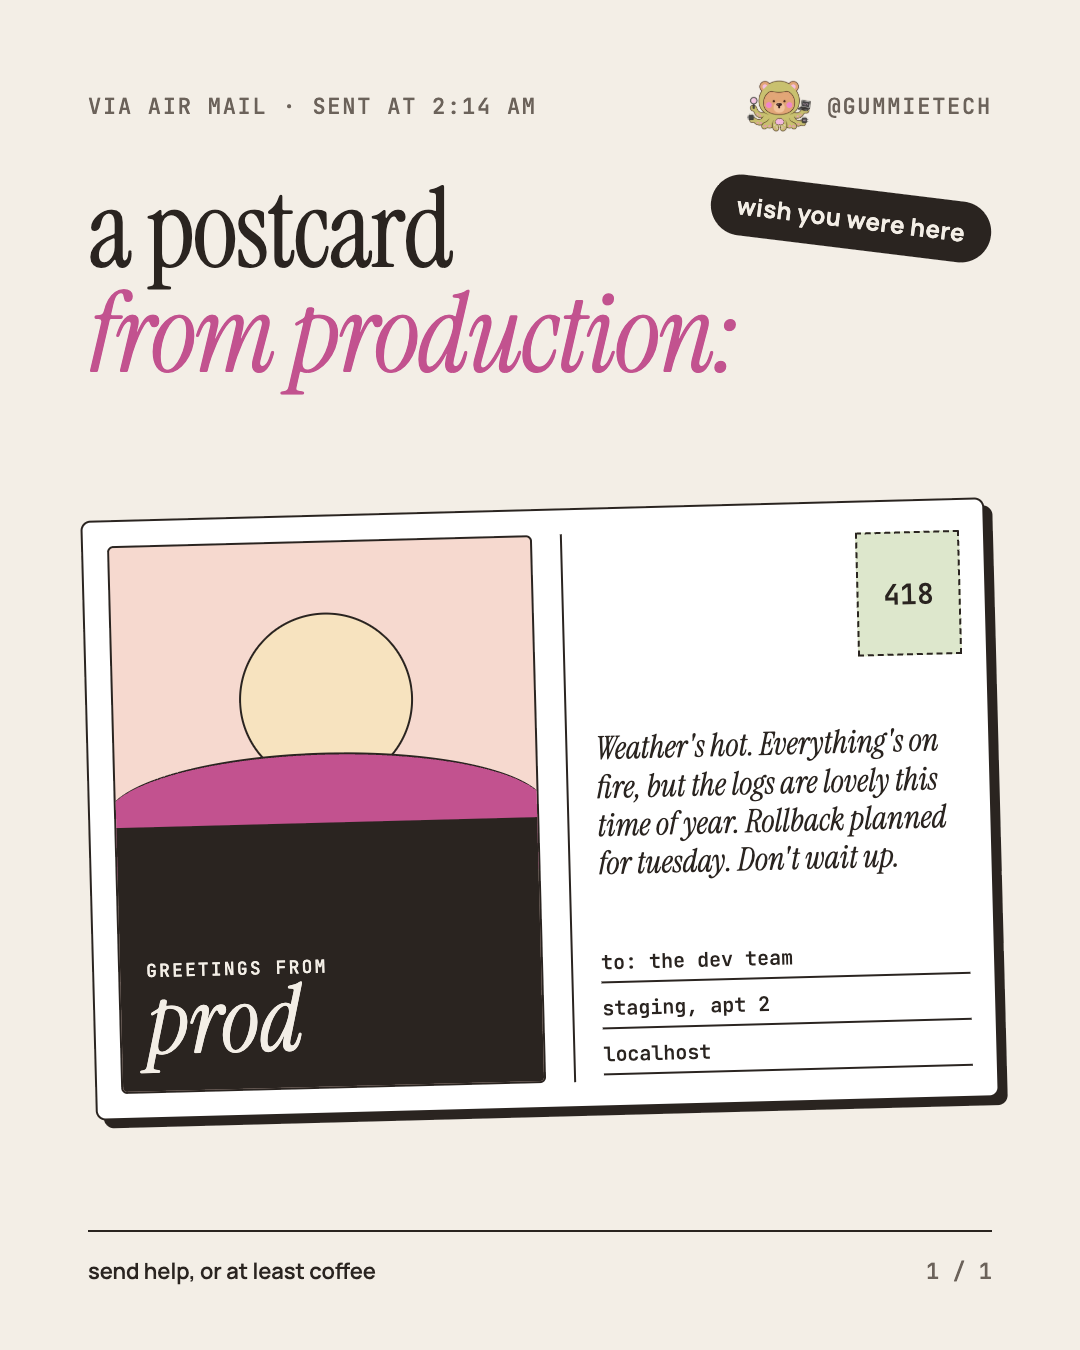 VIA AIR MAIL · SENT AT 2:14 AM
@GUMMIETECH
a postcard
wish you were here
from production:
GREETINGS FROM
prod
418
Weather's hot. Everything's on
fire, but the logs are lovely this
time of year. Rollback planned
for tuesday. Don't wait up.
to: the dev team
staging, apt 2
localhost
send help, or at least coffee
1 / 1